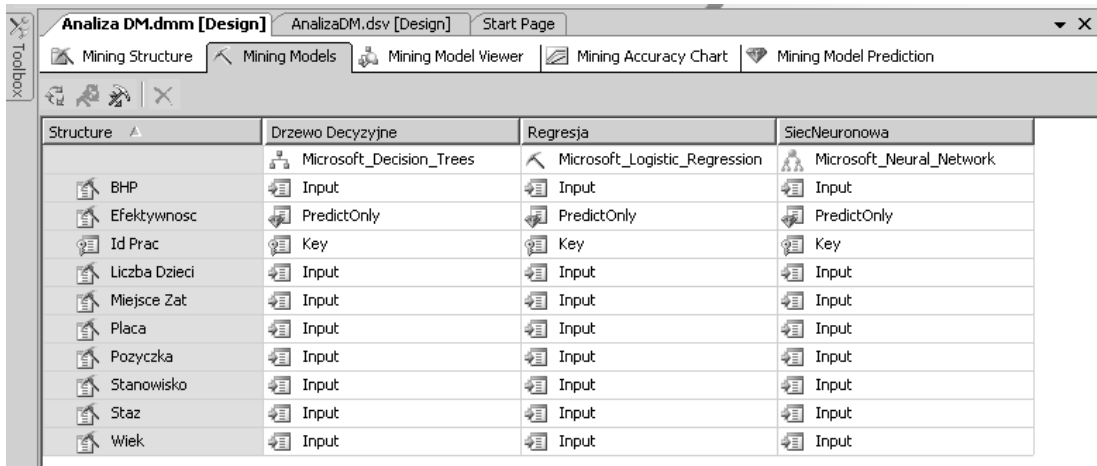 Analiza DM.dmm [Design] AnalizaDM.dsv [Design] Start Page
Toolbox
Mining Structure Mining Models Mining Model Viewer Mining Accuracy Chart Mining Model Prediction
Structure Drzewo Decyzyjne Regresja SiecNeuronowa
Microsoft_Decision_Trees Microsoft_Logistic_Regression Microsoft_Neural_Network
BHP Input Input Input
Efektywnosc PredictOnly PredictOnly PredictOnly
Id Prac Key Key Key
Liczba Dzieci Input Input Input
Miejsce Zat Input Input Input
Placa Input Input Input
Pozyczka Input Input Input
Stanowisko Input Input Input
Staz Input Input Input
Wiek Input Input Input